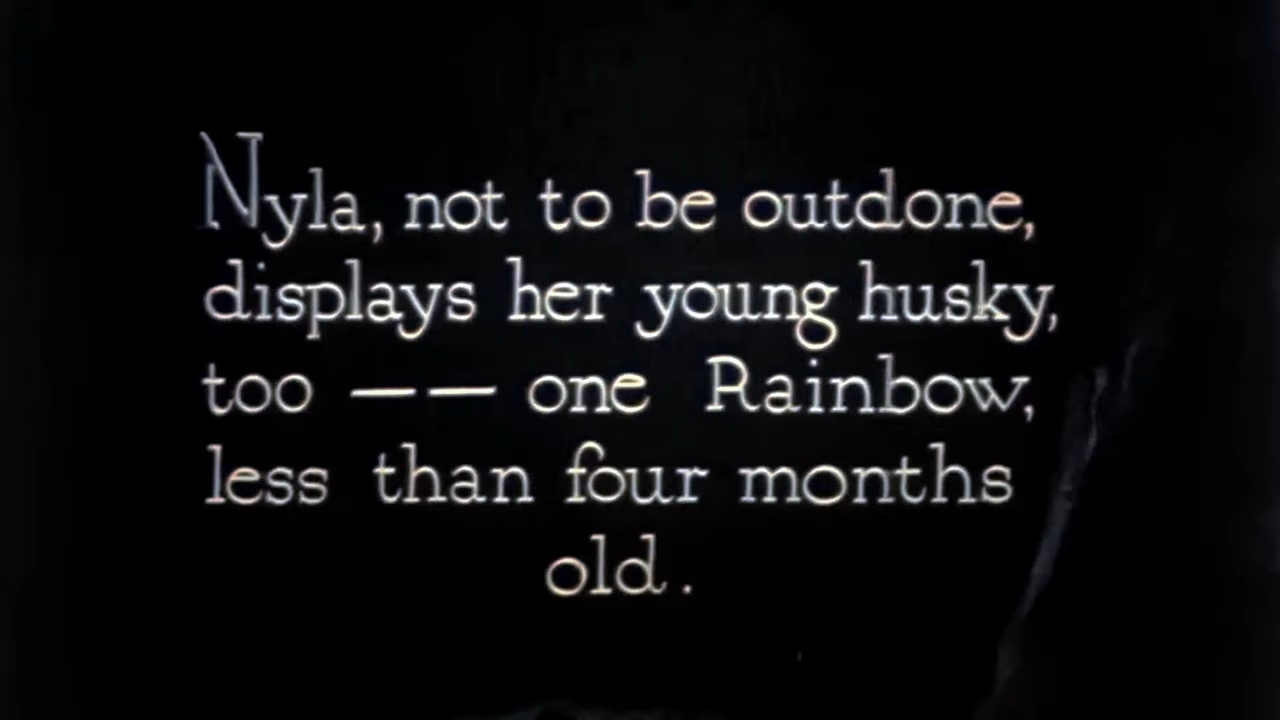 Nyla, not to be outdone,
displays her young husky,
too —— one Rainbow,
less than four months
old.